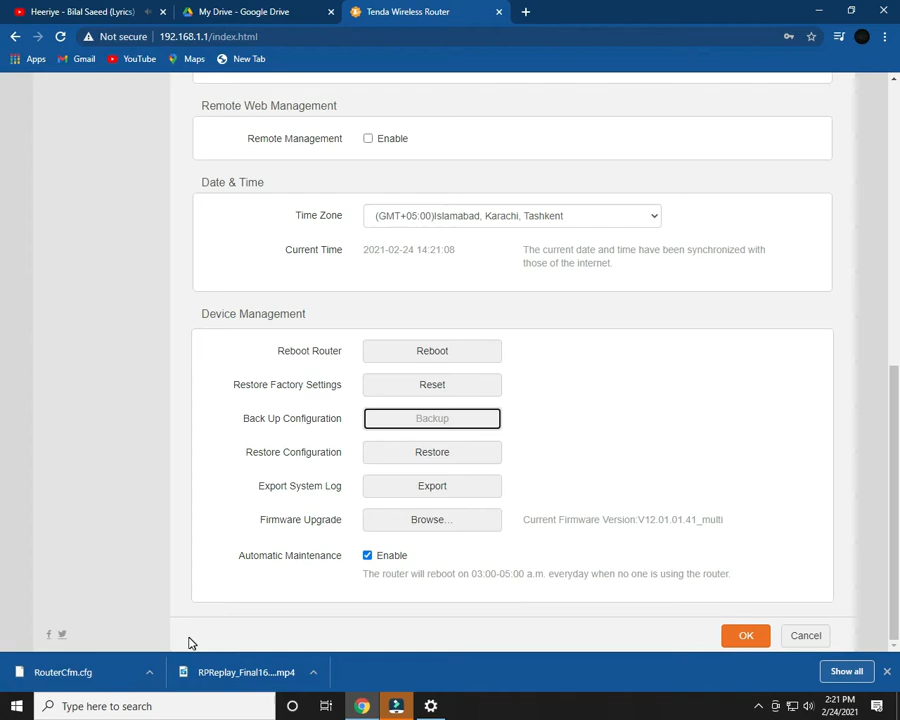 Heeriye - Bilal Saeed (Lyrics)
My Drive - Google Drive
Tenda Wireless Router
Not secure
192.168.1.1/index.html
Apps
Gmail
YouTube
Maps
New Tab
Remote Web Management
Remote Management
Enable
Date & Time
Time Zone
(GMT+05:00)Islamabad, Karachi, Tashkent
Current Time
2021-02-24 14:21:08
The current date and time have been synchronized with
those of the internet.
Device Management
Reboot Router
Reboot
Restore Factory Settings
Reset
Back Up Configuration
Backup
Restore Configuration
Restore
Export System Log
Export
Firmware Upgrade
Browse...
Current Firmware Version:V12.01.01.41_multi
Automatic Maintenance
Enable
The router will reboot on 03:00-05:00 a.m. everyday when no one is using the router.
OK
Cancel
RouterCfm.cfg
RPReplay_Final16....mp4
Show all
Type here to search
2:21 PM
2/24/2021